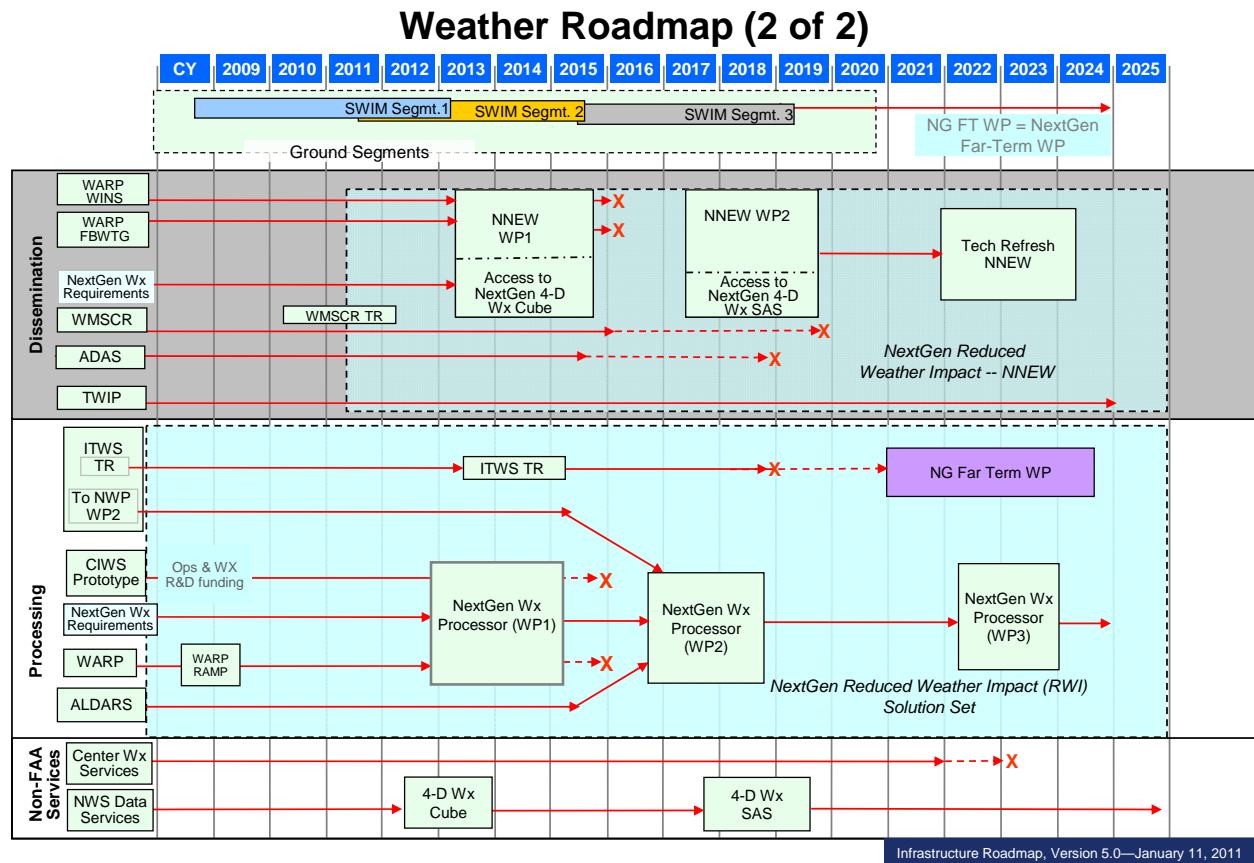 Weather Roadmap (2 of 2)
CY 2009 2010 2011 2012 2013 2014 2015 2016 2017 2018 2019 2020 2021 2022 2023 2024 2025
SWIM Segmt.1
SWIM Segmt. 2
SWIM Segmt. 3
NG FT WP = NextGen
Far-Term WP
Ground Segments
Dissemination
WARP
WINS
WARP
FBWTG
NextGen Wx
Requirements
WMSCR
ADAS
TWIP
WMSCR TR
NNEW
WP1
Access to
NextGen 4-D
Wx Cube
X
X
NNEW WP2
Access to
NextGen 4-D
Wx SAS
Tech Refresh
NNEW
X
X
NextGen Reduced
Weather Impact -- NNEW
Processing
ITWS
TR
To NWP
WP2
CIWS
Prototype
NextGen Wx
Requirements
WARP
ALDARS
Ops & WX
R&D funding
WARP
RAMP
ITWS TR
X
NG Far Term WP
NextGen Wx
Processor (WP1)
X
X
NextGen Wx
Processor
(WP2)
NextGen Wx
Processor
(WP3)
NextGen Reduced Weather Impact (RWI)
Solution Set
Non-FAA
Services
Center Wx
Services
NWS Data
Services
X
4-D Wx
Cube
4-D Wx
SAS
Infrastructure Roadmap, Version 5.0—January 11, 2011